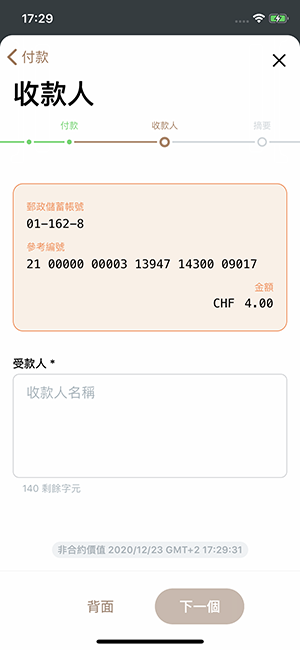 17:29
付款
收款人
付款 收款人 摘要
郵政儲蓄帳號
01-162-8
參考編號
21 00000 00003 13947 14300 09017
金額
CHF 4.00
受款人 *
收款人名稱
140 剩餘字元
非合約價值 2020/12/23 GMT+2 17:29:31
背面 下一個